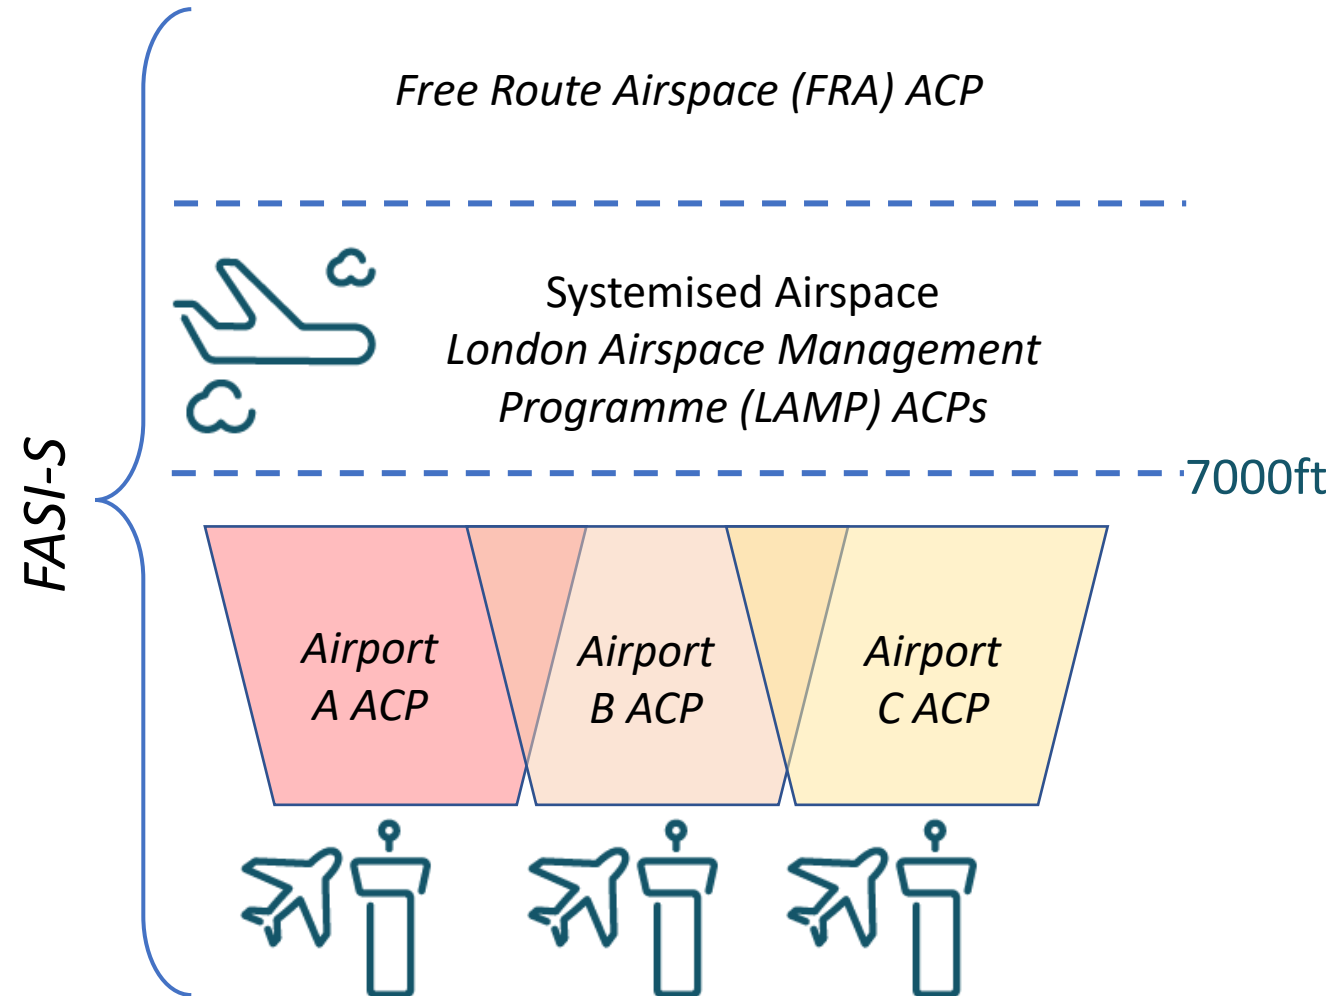 Free Route Airspace (FRA) ACP
Systemised Airspace
London Airspace Management
Programme (LAMP) ACPs
7000ft
FASI-S
Airport
A ACP
Airport
B ACP
Airport
C ACP